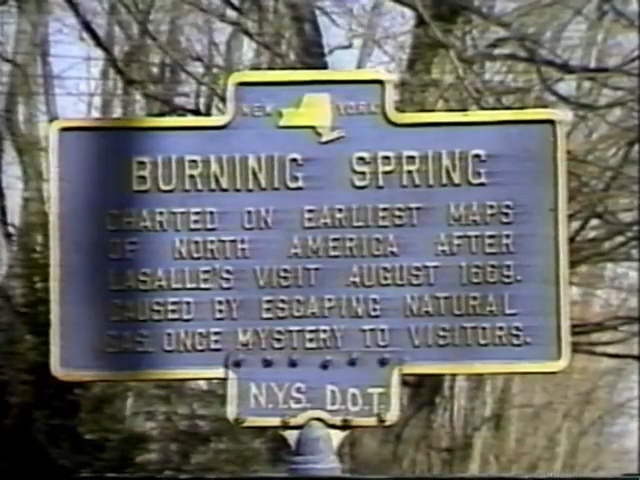 NEW YORK
BURNINIG SPRING
CHARTED ON EARLIEST MAPS
OF NORTH AMERICA AFTER
LASALLE'S VISIT AUGUST 1669.
CAUSED BY ESCAPING NATURAL
GAS. ONCE MYSTERY TO VISITORS.
N.Y.S. D.O.T.